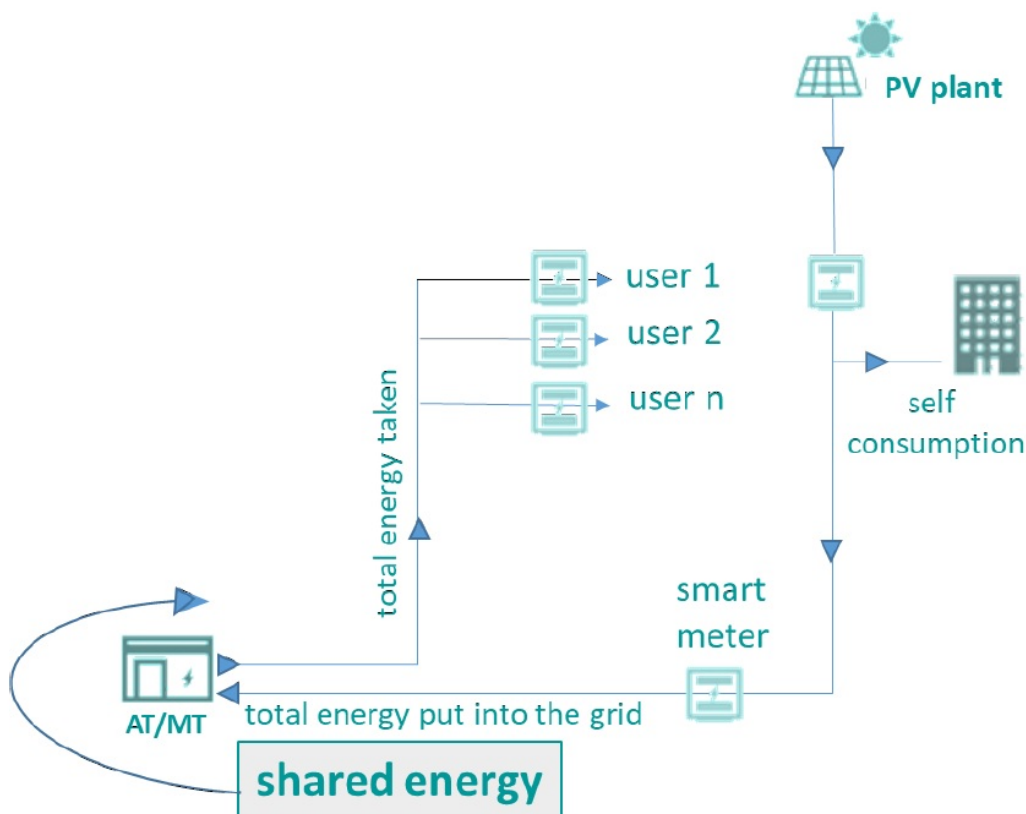 PV plant
user 1
user 2
user n
self
consumption
total energy taken
smart
meter
AT/MT
total energy put into the grid
shared energy